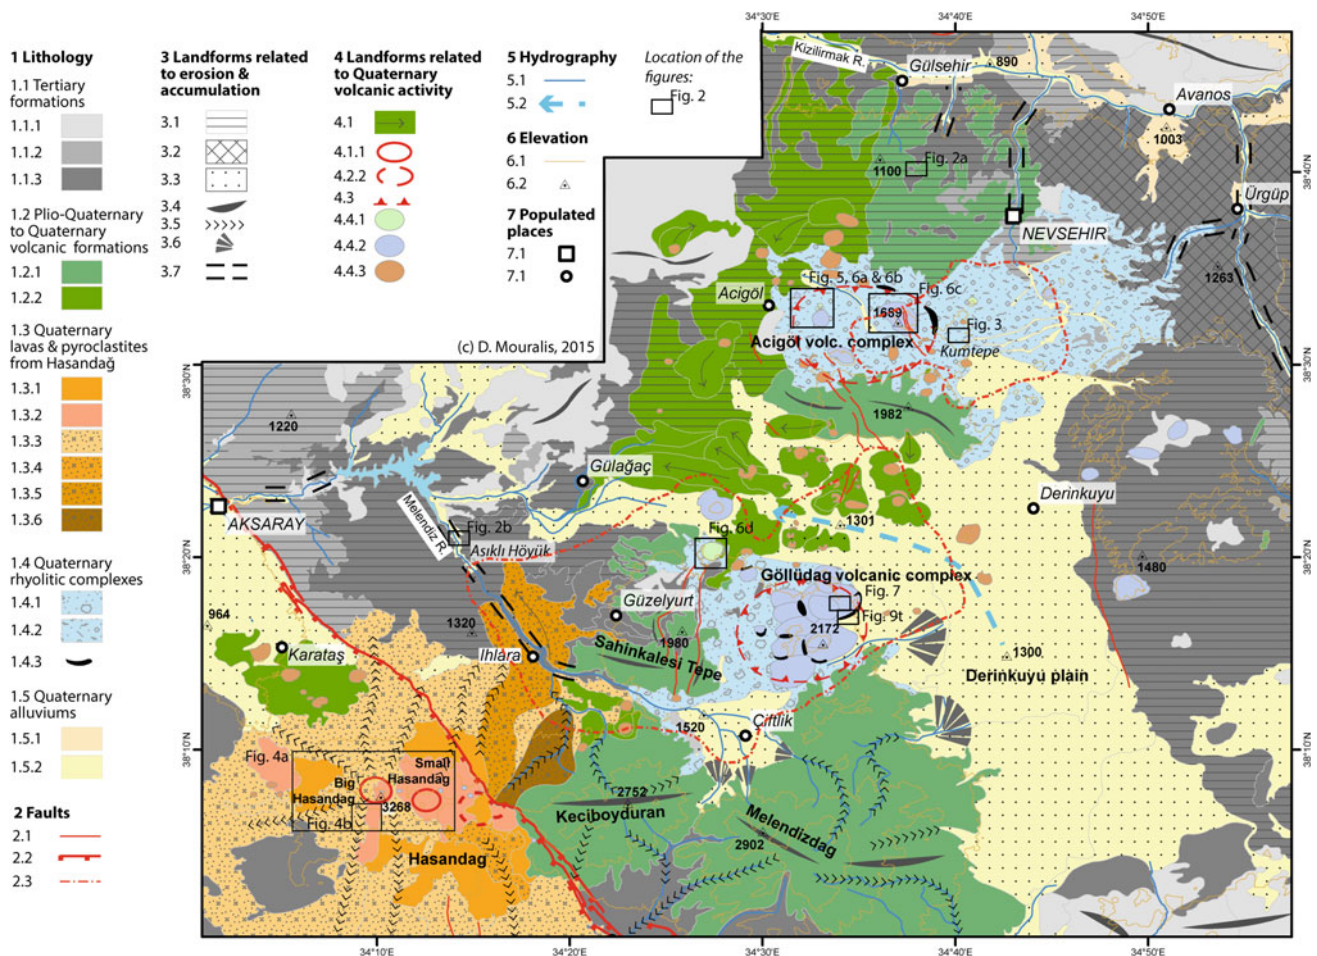 1 Lithology
1.1 Tertiary
formations
1.1.1
1.1.2
1.1.3
1.2 Plio-Quaternary
to Quaternary
volcanic formations
1.2.1
1.2.2
1.3 Quaternary
lavas & pyroclastites
from Hasandağ
1.3.1
1.3.2
1.3.3
1.3.4
1.3.5
1.3.6
1.4 Quaternary
rhyolitic complexes
1.4.1
1.4.2
1.4.3
1.5 Quaternary
alluviums
1.5.1
1.5.2
2 Faults
2.1
2.2
2.3
3 Landforms related
to erosion &
accumulation
3.1
3.2
3.3
3.4
3.5
3.6
3.7
4 Landforms related
to Quaternary
volcanic activity
4.1
4.1.1
4.2.2
4.3
4.4.1
4.4.2
4.4.3
5 Hydrography
5.1
5.2
6 Elevation
6.1
6.2
7 Populated
places
7.1
7.1
Location of the
figures:
Fig. 2
(c) D. Mouralis, 2015
34°30'E
34°40'E
34°50'E
Kizilirmak R.
Gülsehir
890
Avanos
1003
38°40'N
Fig. 2a
1100
Ürgüp
NEVSEHIR
1263
Fig. 5, 6a & 6b
Fig. 6c
Acigöl
1689
Fig. 3
Acigöl volc. complex
Kumtepe
38°30'N
38°30'N
1982
1220
Gülağaç
Derinkuyu
AKSARAY
Melendiz R.
Fig. 2b
Asıklı Höyük
1301
Fig. 6d
38°20'N
38°20'N
1480
Göllüdag volcanic complex
Fig. 7
Fig. 9t
964
1320
Güzelyurt
2172
1980
Karataş
Ihlara
Sahinkalesi Tepe
1300
Derinkuyu plain
1520
Çiftlik
38°10'N
38°10'N
Fig. 4a
Small
Hasandag
Big
Hasandag
3268
Fig. 4b
2752
Keciboyduran
Melendizdag
2902
Hasandag
34°10'E
34°20'E
34°30'E
34°40'E
34°50'E